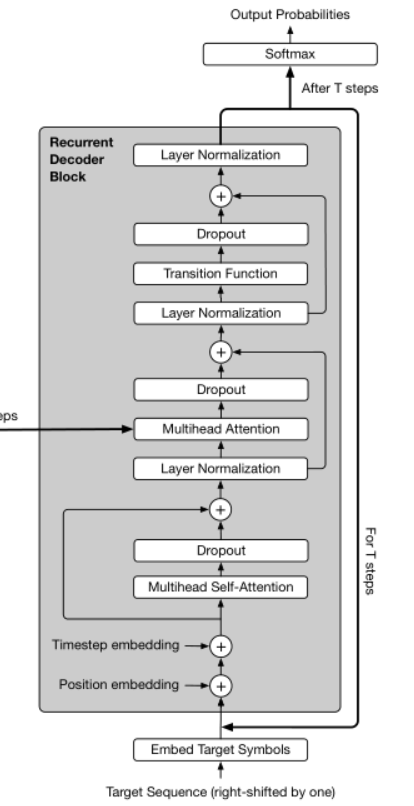 Output Probabilities
Softmax
After T steps
Recurrent
Decoder
Block
Layer Normalization
+
Dropout
Transition Function
Layer Normalization
+
Dropout
eps
Multihead Attention
Layer Normalization
+
Dropout
Multihead Self-Attention
For T steps
Timestep embedding
+
Position embedding
+
Embed Target Symbols
Target Sequence (right-shifted by one)